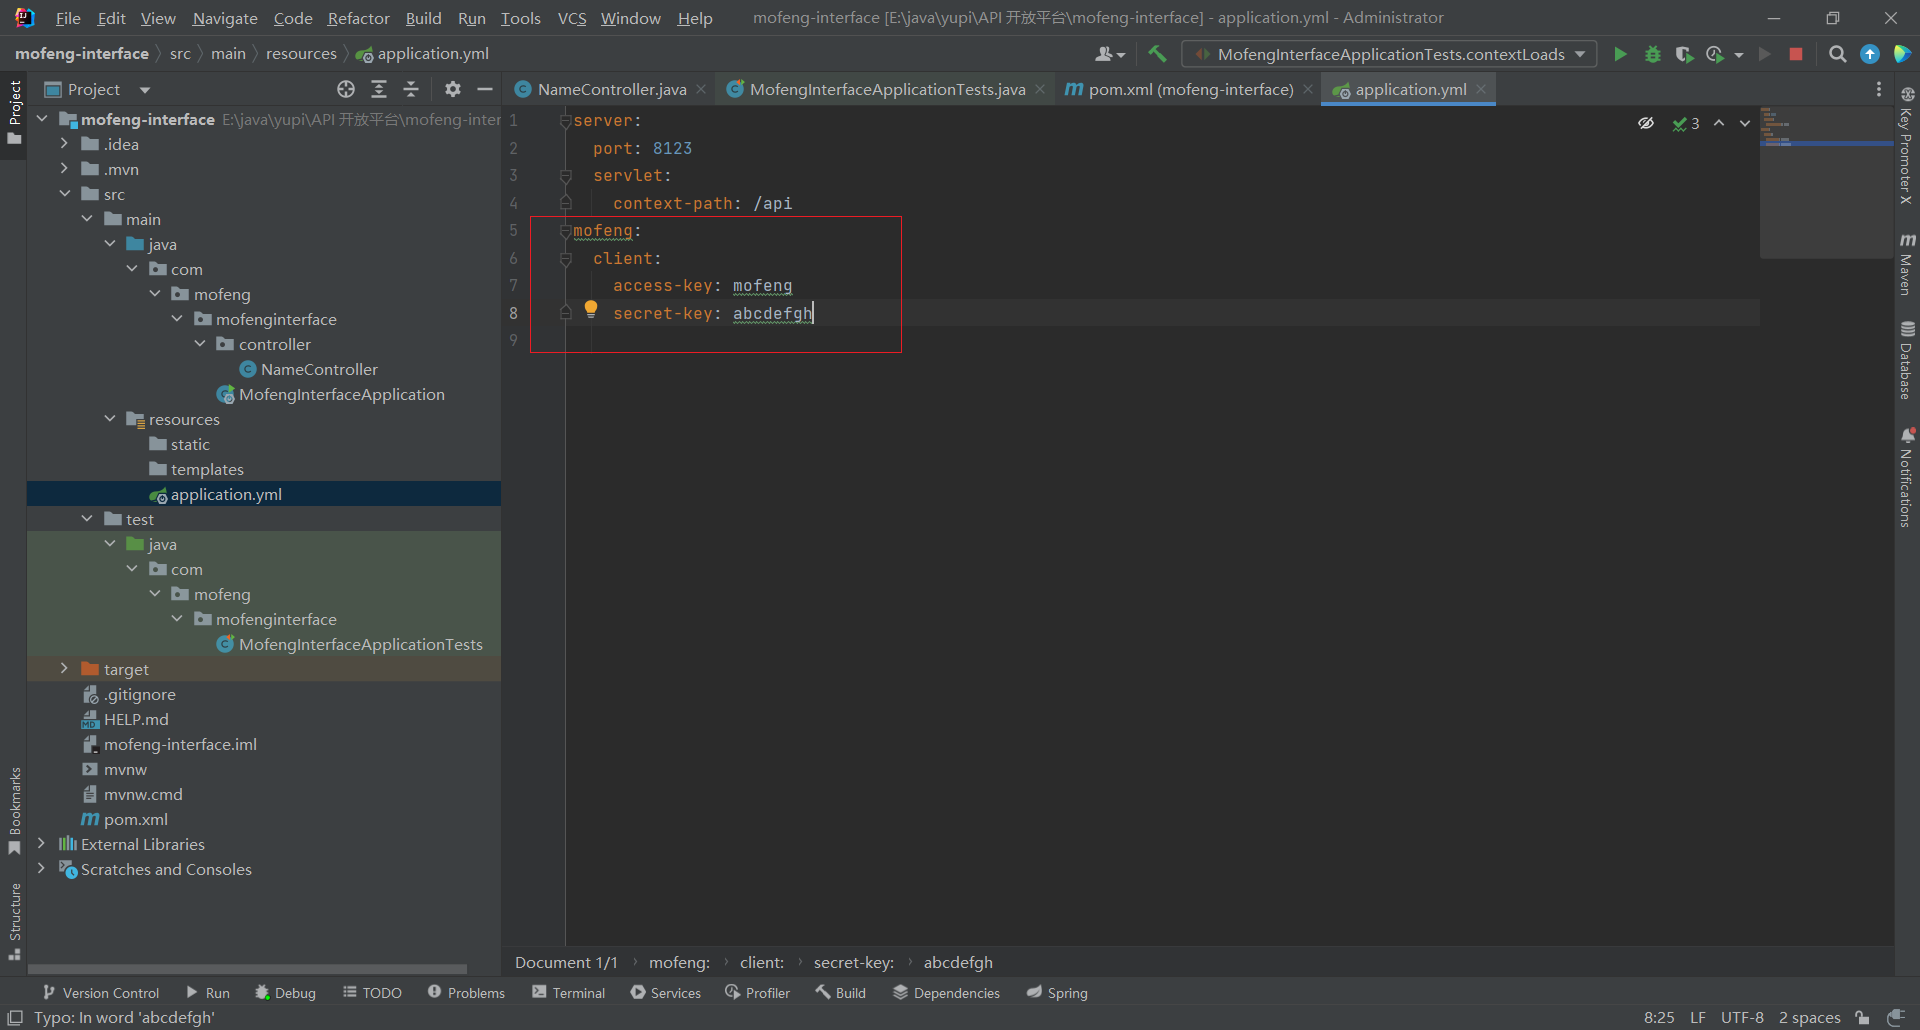 File Edit View Navigate Code Refactor Build Run Tools VCS Window Help mofeng-interface [E:\java\yupi\API 开放平台\mofeng-interface] - application.yml - Administrator
mofeng-interface src main resources application.yml MofengInterfaceApplicationTests.contextLoads
Project
Project
NameController.java MofengInterfaceApplicationTests.java pom.xml (mofeng-interface) application.yml
mofeng-interface E:\java\yupi\API 开放平台\mofeng-inter
.idea
.mvn
src
main
java
com
mofeng
mofenginterface
controller
NameController
MofengInterfaceApplication
resources
static
templates
application.yml
test
java
com
mofeng
mofenginterface
MofengInterfaceApplicationTests
target
.gitignore
HELP.md
mofeng-interface.iml
mvnw
mvnw.cmd
pom.xml
External Libraries
Scratches and Consoles
Bookmarks
Structure
1 server:
2 port: 8123
3 servlet:
4 context-path: /api
5 mofeng:
6 client:
7 access-key: mofeng
8 secret-key: abcdefgh
9
3
Key Promoter X
Maven
Database
Notifications
Document 1/1 mofeng: client: secret-key: abcdefgh
Version Control Run Debug TODO Problems Terminal Services Profiler Build Dependencies Spring
Typo: In word 'abcdefgh' 8:25 LF UTF-8 2 spaces